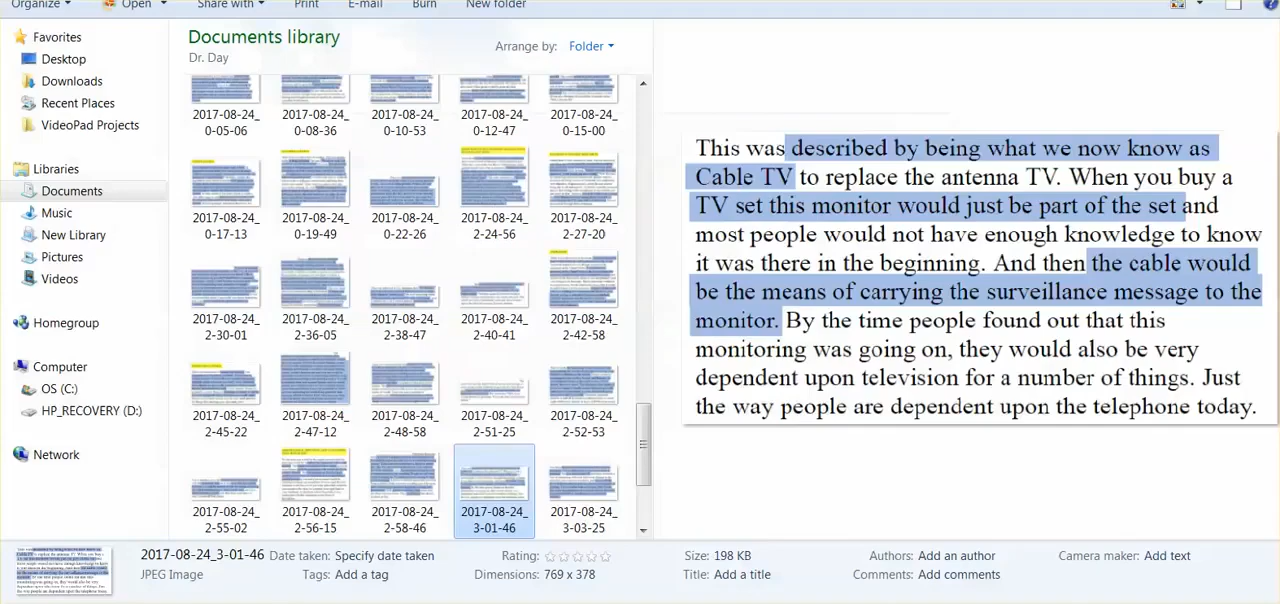 Organize
Open
Share with
Print
E-mail
Burn
New folder
Favorites
Desktop
Downloads
Recent Places
VideoPad Projects
Libraries
Documents
Music
New Library
Pictures
Videos
Homegroup
Computer
OS (C:)
HP_RECOVERY (D:)
Network
Documents library
Dr. Day
Arrange by: Folder
2017-08-24_ 2017-08-24_ 2017-08-24_ 2017-08-24_ 2017-08-24_
0-05-06 0-08-36 0-10-53 0-12-47 0-15-00
2017-08-24_ 2017-08-24_ 2017-08-24_ 2017-08-24_ 2017-08-24_
0-17-13 0-19-49 0-22-26 2-24-56 2-27-20
2017-08-24_ 2017-08-24_ 2017-08-24_ 2017-08-24_ 2017-08-24_
2-30-01 2-36-05 2-38-47 2-40-41 2-42-58
2017-08-24_ 2017-08-24_ 2017-08-24_ 2017-08-24_ 2017-08-24_
2-45-22 2-47-12 2-48-58 2-51-25 2-52-53
2017-08-24_ 2017-08-24_ 2017-08-24_ 2017-08-24_ 2017-08-24_
2-55-02 2-56-15 2-58-46 3-01-46 3-03-25
This was described by being what we now know as
Cable TV to replace the antenna TV. When you buy a
TV set this monitor would just be part of the set and
most people would not have enough knowledge to know
it was there in the beginning. And then the cable would
be the means of carrying the surveillance message to the
monitor. By the time people found out that this
monitoring was going on, they would also be very
dependent upon television for a number of things. Just
the way people are dependent upon the telephone today.
2017-08-24_3-01-46 Date taken: Specify date taken Rating: Authors: Add an author Camera maker: Add text
JPEG Image Tags: Add a tag Dimensions: 769 x 378 Title: Add a title Comments: Add comments
Size: